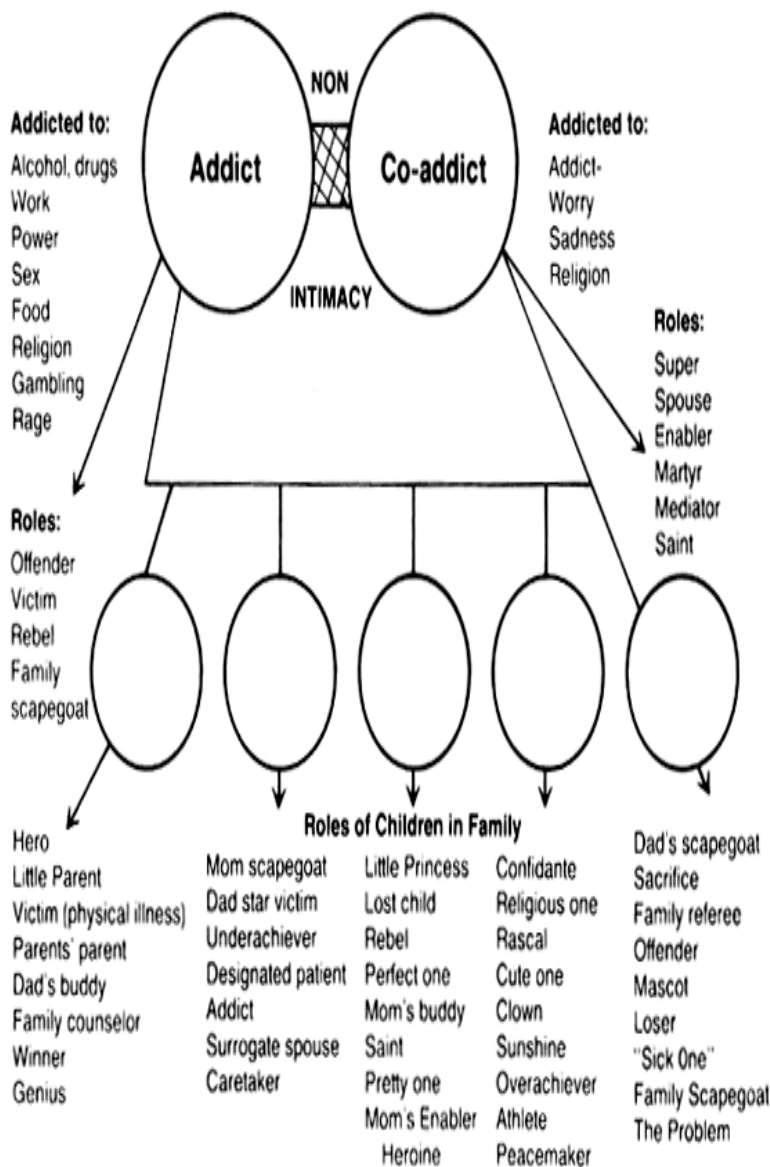 NON
Addict
Co-addict
INTIMACY
Addicted to:
Alcohol, drugs
Work
Power
Sex
Food
Religion
Gambling
Rage
Addicted to:
Addict-
Worry
Sadness
Religion
Roles:
Super
Spouse
Enabler
Martyr
Mediator
Saint
Roles:
Offender
Victim
Rebel
Family
scapegoat
Roles of Children in Family
Hero
Little Parent
Victim (physical illness)
Parents' parent
Dad's buddy
Family counselor
Winner
Genius
Mom scapegoat
Dad star victim
Underachiever
Designated patient
Addict
Surrogate spouse
Caretaker
Little Princess
Lost child
Rebel
Perfect one
Mom's buddy
Saint
Pretty one
Mom's Enabler
Heroine
Confidante
Religious one
Rascal
Cute one
Clown
Sunshine
Overachiever
Athlete
Peacemaker
Dad's scapegoat
Sacrifice
Family referee
Offender
Mascot
Loser
"Sick One"
Family Scapegoat
The Problem